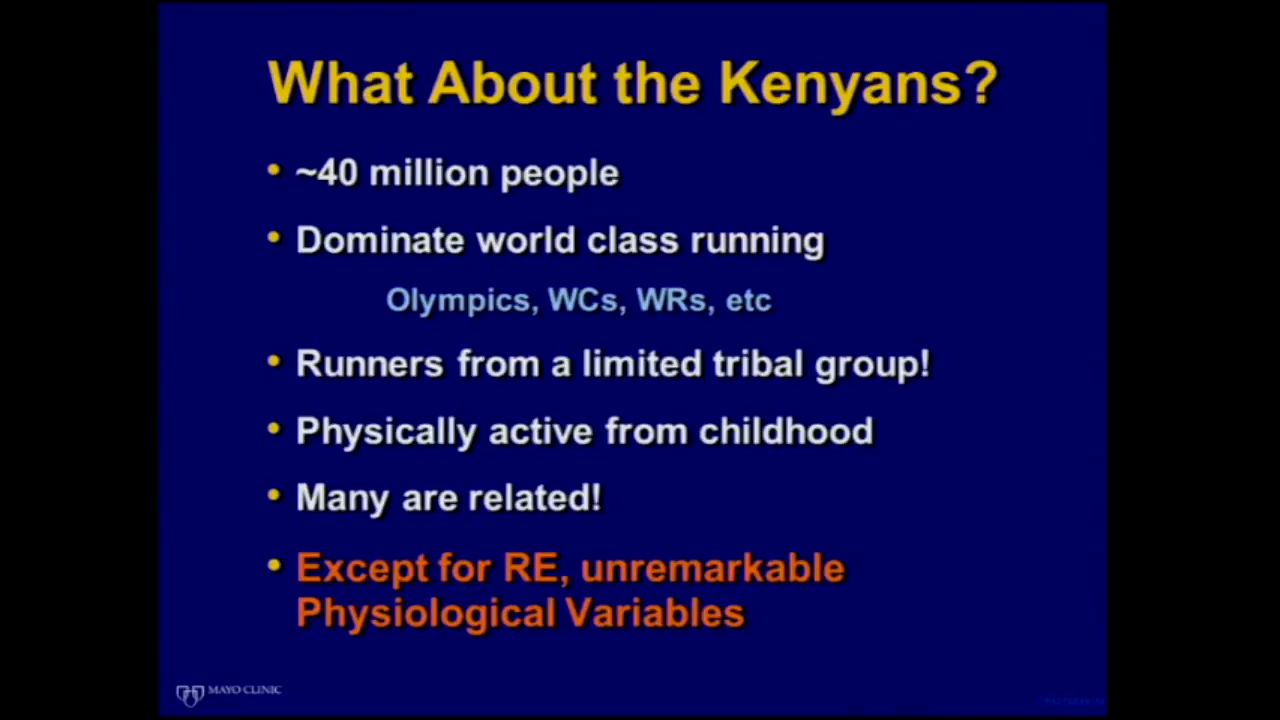 What About the Kenyans?
• ~40 million people
• Dominate world class running
Olympics, WCs, WRs, etc
• Runners from a limited tribal group!
• Physically active from childhood
• Many are related!
• Except for RE, unremarkable
Physiological Variables
MAYO CLINIC